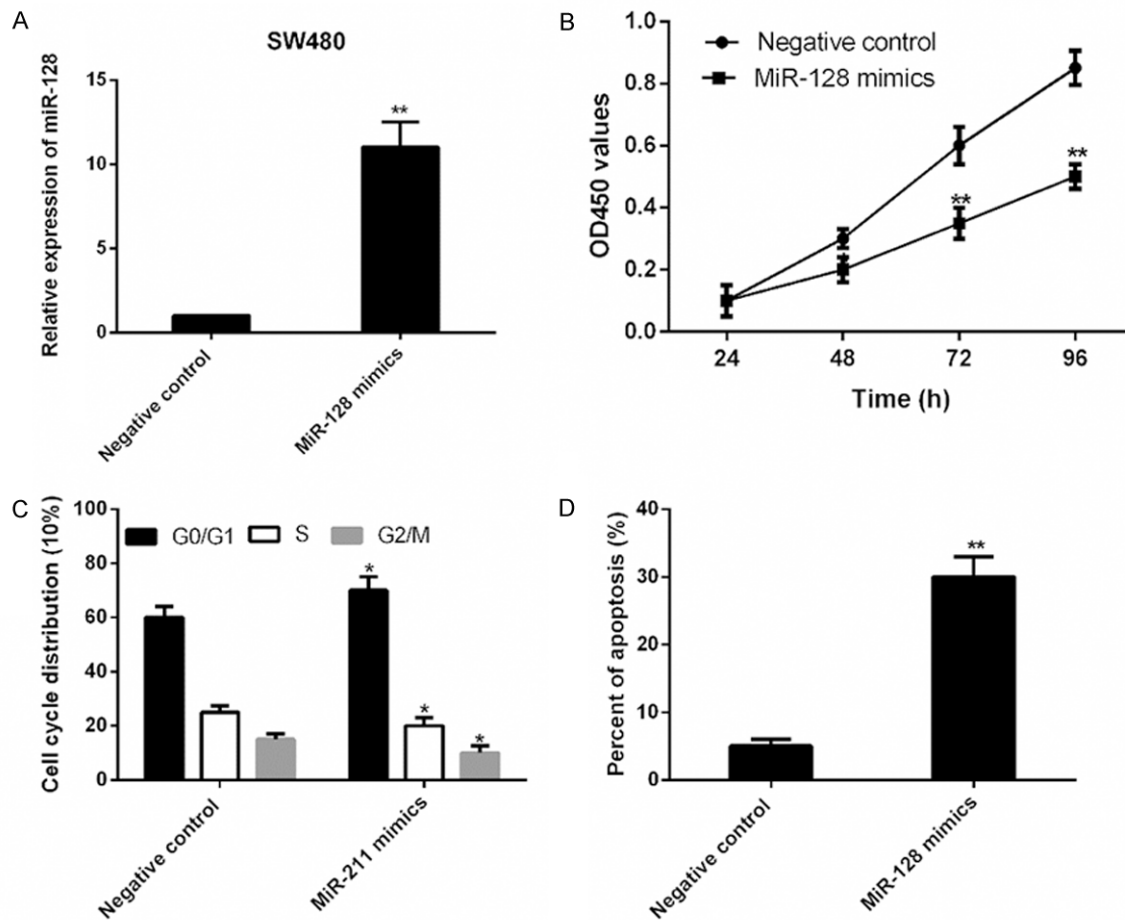 A
SW480
Relative expression of miR-128
15
10
5
0
**
Negative control
MiR-128 mimics
B
OD450 values
1.0
0.8
0.6
0.4
0.2
0.0
Negative control
MiR-128 mimics
*
**
**
24 48 72 96
Time (h)
C
Cell cycle distribution (10%)
100
80
60
40
20
0
G0/G1 S G2/M
*
*
*
Negative control
MiR-211 mimics
D
Percent of apoptosis (%)
40
30
20
10
0
**
Negative control
MiR-128 mimics